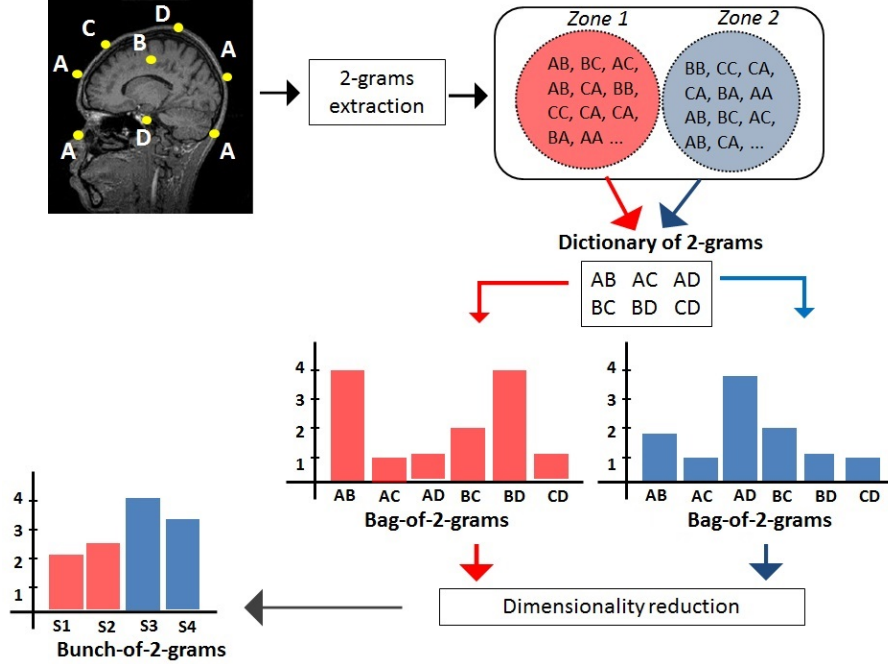 D
C
B
A
A
A
D
A
2-grams
extraction
Zone 1
Zone 2
AB, BC, AC,
AB, CA, BB,
CC, CA, CA,
BA, AA ...
BB, CC, CA,
CA, BA, AA
AB, BC, AC,
AB, CA, ...
Dictionary of 2-grams
AB AC AD
BC BD CD
4
3
2
1
AB AC AD BC BD CD
Bag-of-2-grams
4
3
2
1
AB AC AD BC BD CD
Bag-of-2-grams
Dimensionality reduction
4
3
2
1
S1 S2 S3 S4
Bunch-of-2-grams